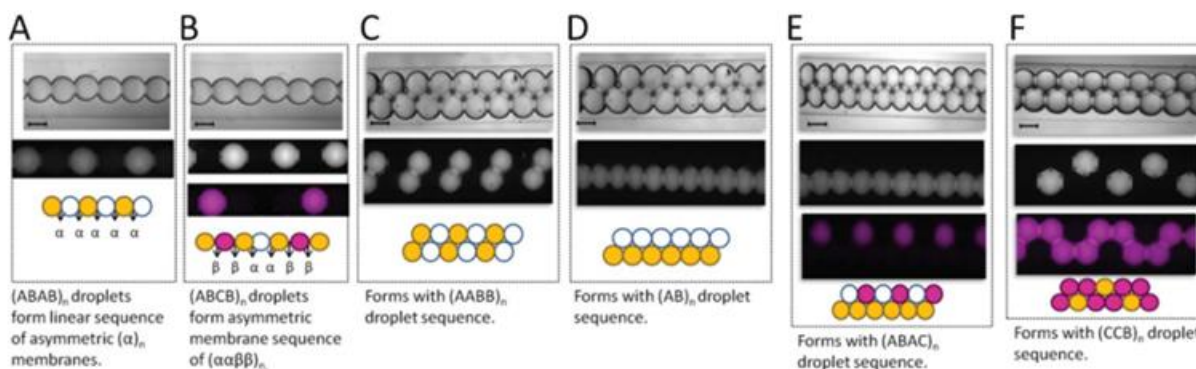 A
B
C
D
E
F
α α α α α
β β α α β β
(ABAB)n droplets
form linear sequence
of asymmetric (α)n
membranes.
(ABCB)n droplets
form asymmetric
membrane sequence
of (ααββ)n.
Forms with (AABB)n
droplet sequence.
Forms with (AB)n droplet
sequence.
Forms with (ABAC)n
droplet sequence.
Forms with (CCB)n droplet
sequence.